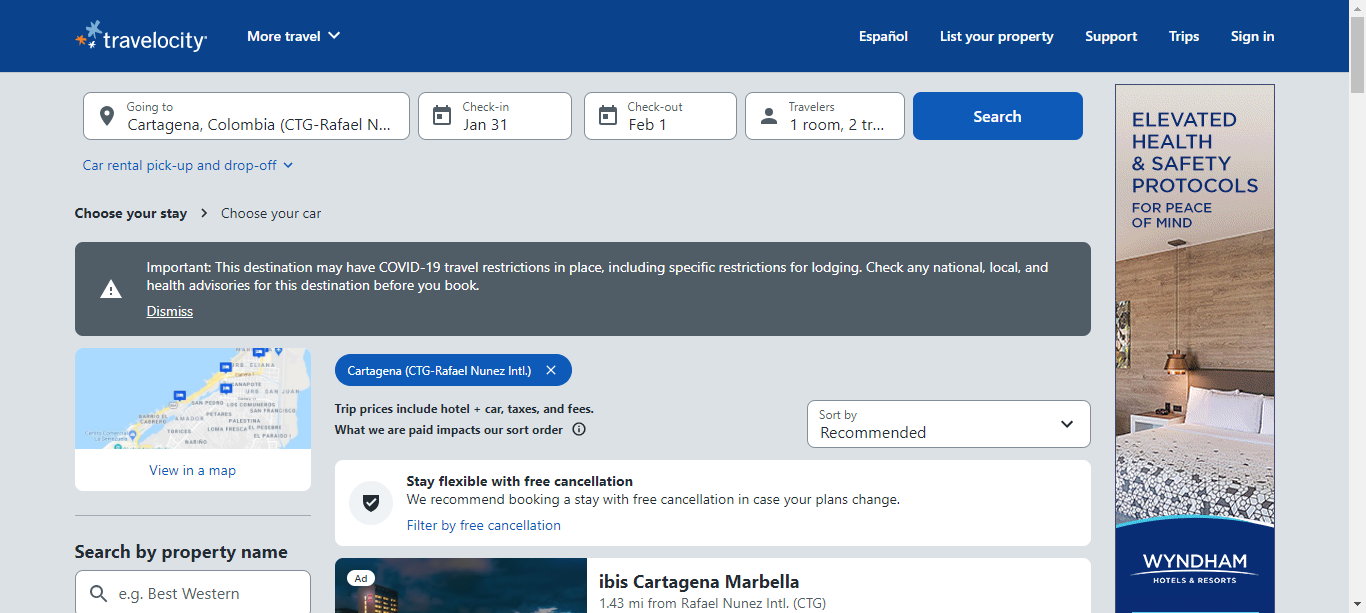 travelocity
More travel
Español
List your property
Support
Trips
Sign in
Going to
Cartagena, Colombia (CTG-Rafael N...
Check-in
Jan 31
Check-out
Feb 1
Travelers
1 room, 2 tr...
Search
Car rental pick-up and drop-off
Choose your stay
Choose your car
Important: This destination may have COVID-19 travel restrictions in place, including specific restrictions for lodging. Check any national, local, and
health advisories for this destination before you book.
Dismiss
View in a map
Search by property name
e.g. Best Western
Cartagena (CTG-Rafael Nunez Intl.)
Trip prices include hotel + car, taxes, and fees.
What we are paid impacts our sort order
Sort by
Recommended
Stay flexible with free cancellation
We recommend booking a stay with free cancellation in case your plans change.
Filter by free cancellation
Ad
ibis Cartagena Marbella
1.43 mi from Rafael Nunez Intl. (CTG)
ELEVATED
HEALTH
& SAFETY
PROTOCOLS
FOR PEACE
OF MIND
WYNDHAM
HOTELS & RESORTS